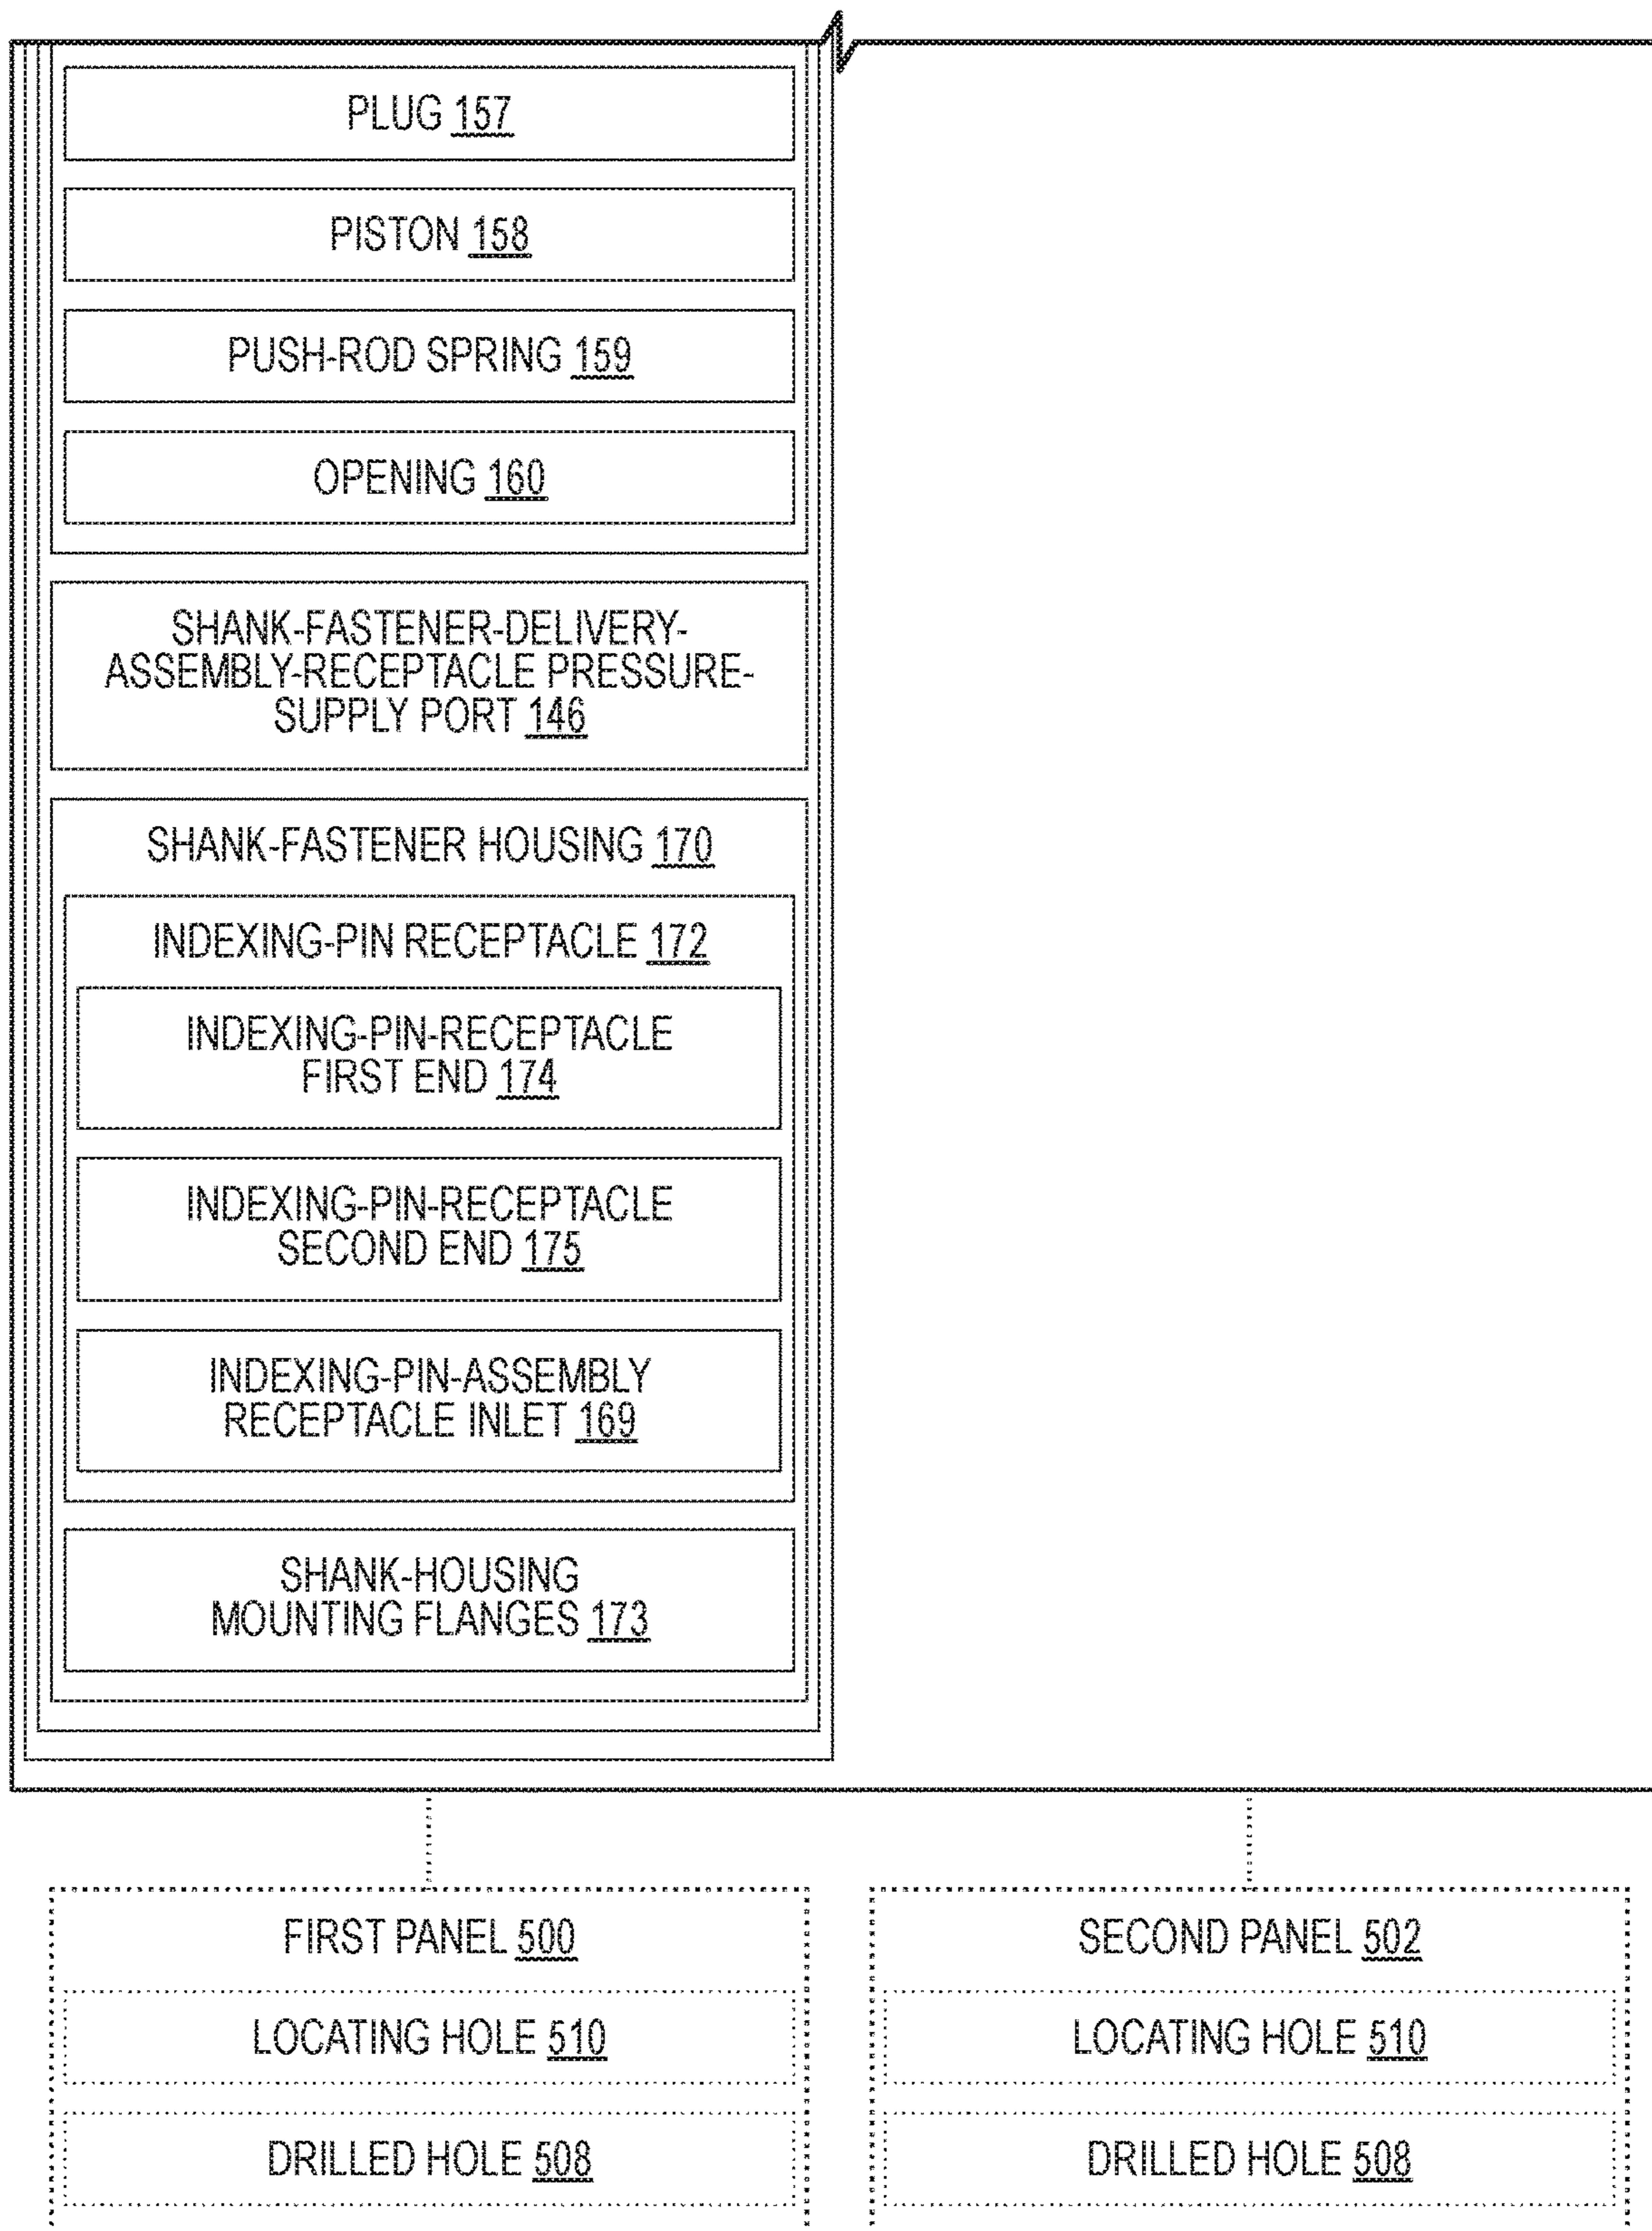 PLUG 157
PISTON 158
PUSH-ROD SPRING 159
OPENING 160
SHANK-FASTENER-DELIVERY-
ASSEMBLY-RECEPTACLE PRESSURE-
SUPPLY PORT 146
SHANK-FASTENER HOUSING 170
INDEXING-PIN RECEPTACLE 172
INDEXING-PIN-RECEPTACLE
FIRST END 174
INDEXING-PIN-RECEPTACLE
SECOND END 175
INDEXING-PIN-ASSEMBLY
RECEPTACLE INLET 169
SHANK-HOUSING
MOUNTING FLANGES 173
FIRST PANEL 500
LOCATING HOLE 510
DRILLED HOLE 508
SECOND PANEL 502
LOCATING HOLE 510
DRILLED HOLE 508